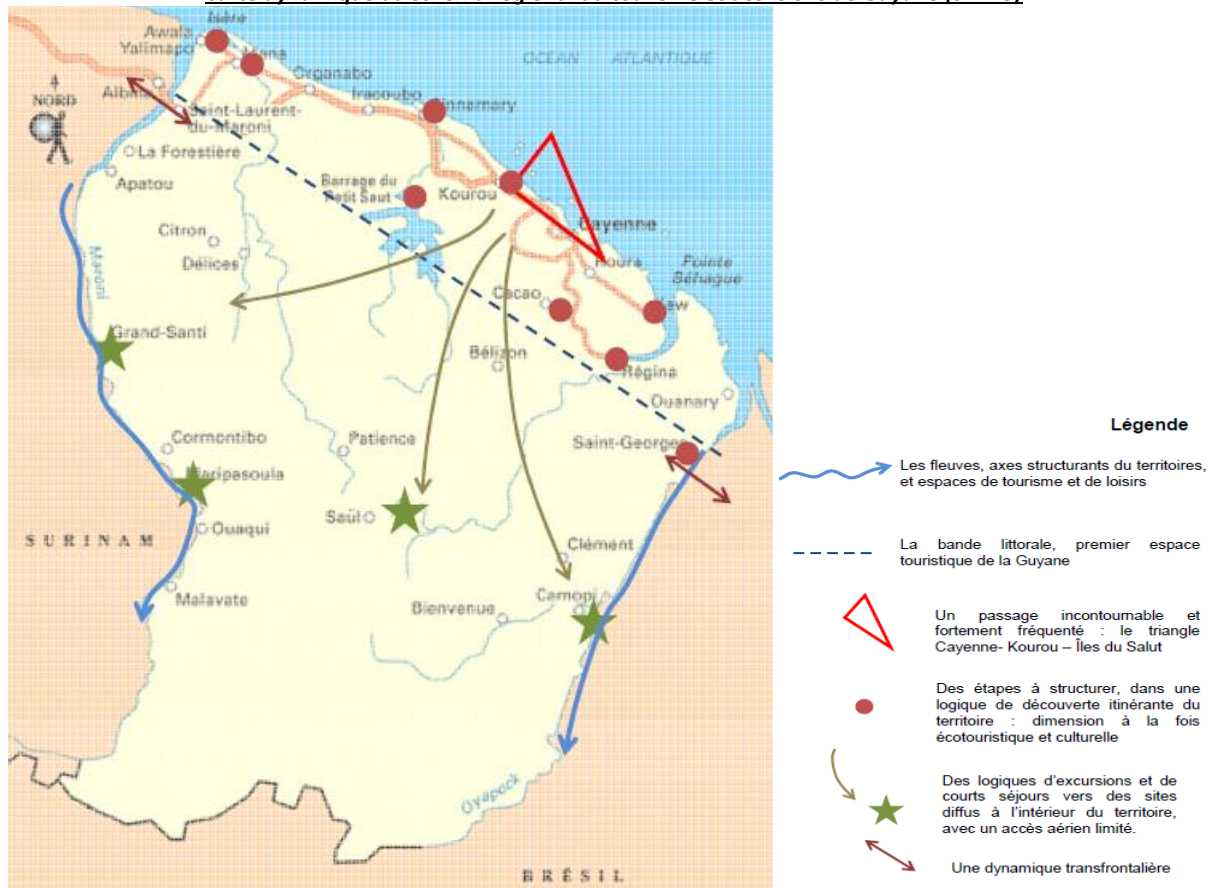 Isère
Awala
Yalimapo
Mana
OCÉAN ATLANTIQUE
Organabo
Albina
Iracoubo
Sinnamary
NORD
Saint-Laurent-
du-Maroni
La Forestière
Apatou
Barrage du
Petit Saut
Kourou
Cayenne
Citron
Délices
Roura
Pointe
Béhague
Maroni
Cacao
Kaw
Grand-Santi
Bélizon
Régina
Ouanary
Cormontibo
Patience
Saint-Georges
Maripasoula
Saül
Ouaqui
SURINAM
Clément
Malavate
Bienvenue
Camopi
Oyapock
BRÉSIL
Légende
Les fleuves, axes structurants du territoires,
et espaces de tourisme et de loisirs
La bande littorale, premier espace
touristique de la Guyane
Un passage incontournable et
fortement fréquenté : le triangle
Cayenne- Kourou – Îles du Salut
Des étapes à structurer, dans une
logique de découverte itinérante du
territoire : dimension à la fois
écotouristique et culturelle
Des logiques d'excursions et de
courts séjours vers des sites
diffus à l'intérieur du territoire,
avec un accès aérien limité.
Une dynamique transfrontalière